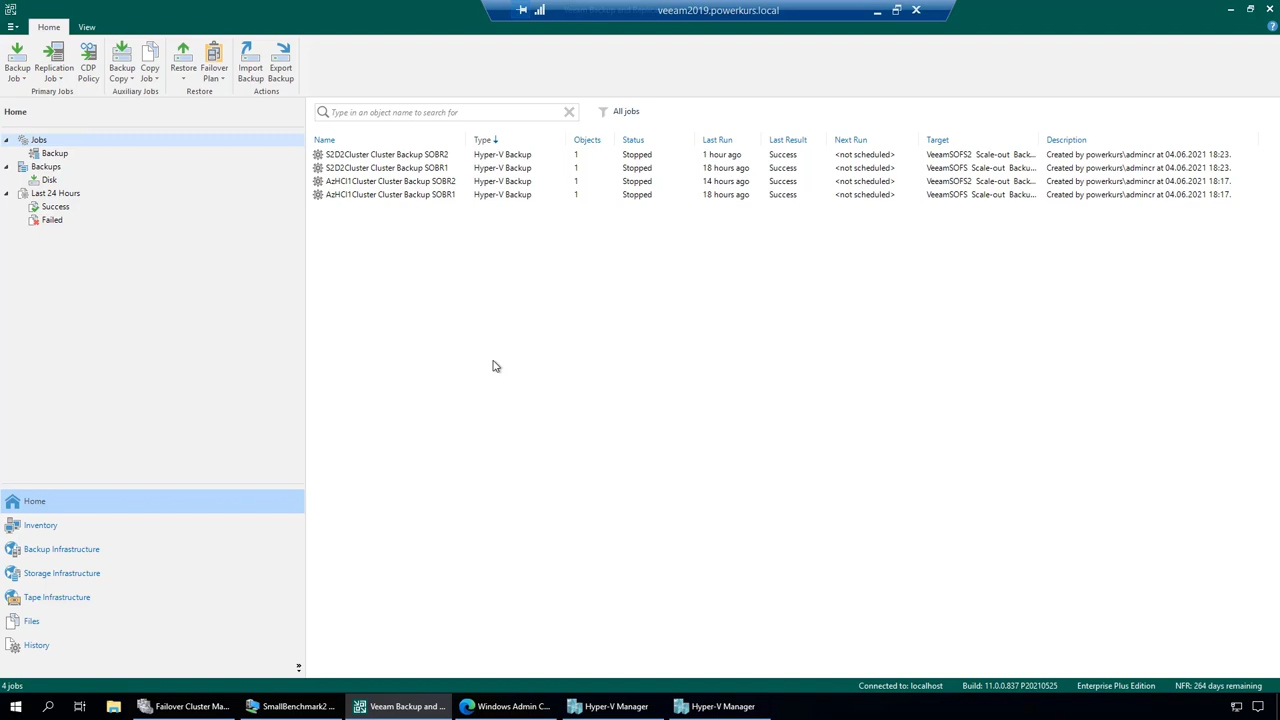 veeam2019.powerkurs.local
Home View
Backup Job Replication Job CDP Policy Backup Copy Copy Job Restore Failover Plan Import Backup Export Backup
Primary Jobs Auxiliary Jobs Restore Actions
Home
Type in an object name to search for All jobs
Jobs
Backup
Backups
Disk
Last 24 Hours
Success
Failed
Name Type Objects Status Last Run Last Result Next Run Target Description
S2D2Cluster Cluster Backup SOBR2 Hyper-V Backup 1 Stopped 1 hour ago Success <not scheduled> VeeamSOFS2 Scale-out Back... Created by powerkurs\admincr at 04.06.2021 18:23.
S2D2Cluster Cluster Backup SOBR1 Hyper-V Backup 1 Stopped 18 hours ago Success <not scheduled> VeeamSOFS Scale-out Backu... Created by powerkurs\admincr at 04.06.2021 18:23.
AzHCI1Cluster Cluster Backup SOBR2 Hyper-V Backup 1 Stopped 14 hours ago Success <not scheduled> VeeamSOFS2 Scale-out Back... Created by powerkurs\admincr at 04.06.2021 18:17.
AzHCI1Cluster Cluster Backup SOBR1 Hyper-V Backup 1 Stopped 18 hours ago Success <not scheduled> VeeamSOFS Scale-out Backu... Created by powerkurs\admincr at 04.06.2021 18:17.
Home
Inventory
Backup Infrastructure
Storage Infrastructure
Tape Infrastructure
Files
History
4 jobs Connected to: localhost Build: 11.0.0.837 P20210525 Enterprise Plus Edition NFR: 264 days remaining
Failover Cluster Ma... SmallBenchmark2 ... Veeam Backup and ... Windows Admin C... Hyper-V Manager Hyper-V Manager